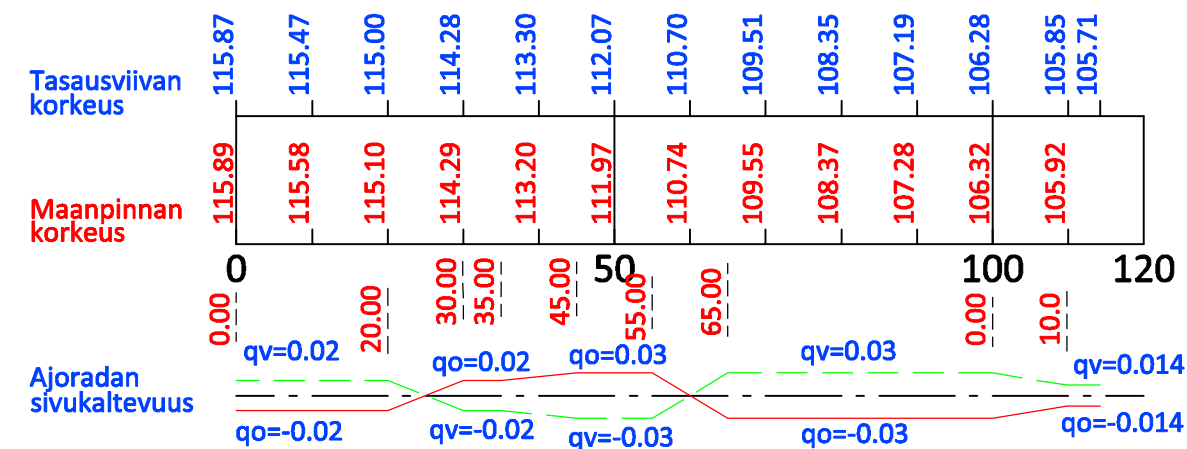 115.87 115.47 115.00 114.28 113.30 112.07 110.70 109.51 108.35 107.19 106.28 105.85 105.71
Tasausviivan
korkeus
115.89 115.58 115.10 114.29 113.20 111.97 110.74 109.55 108.37 107.28 106.32 105.92
Maanpinnan
korkeus
0 50 100 120
0.00 20.00 30.00 35.00 45.00 55.00 65.00 0.00 10.0
qv=0.02 qo=0.02 qo=0.03 qv=0.03 qv=0.014
Ajoradan
sivukaltevuus
qo=-0.02 qv=-0.02 qv=-0.03 qo=-0.03 qo=-0.014